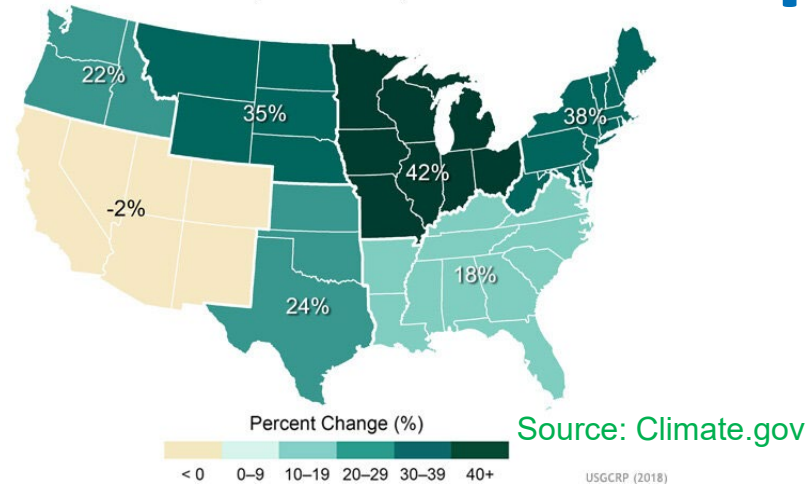 22%
35%
38%
42%
-2%
18%
24%
Percent Change (%)
Source: Climate.gov
< 0 0–9 10–19 20–29 30–39 40+
USGCRP (2018)